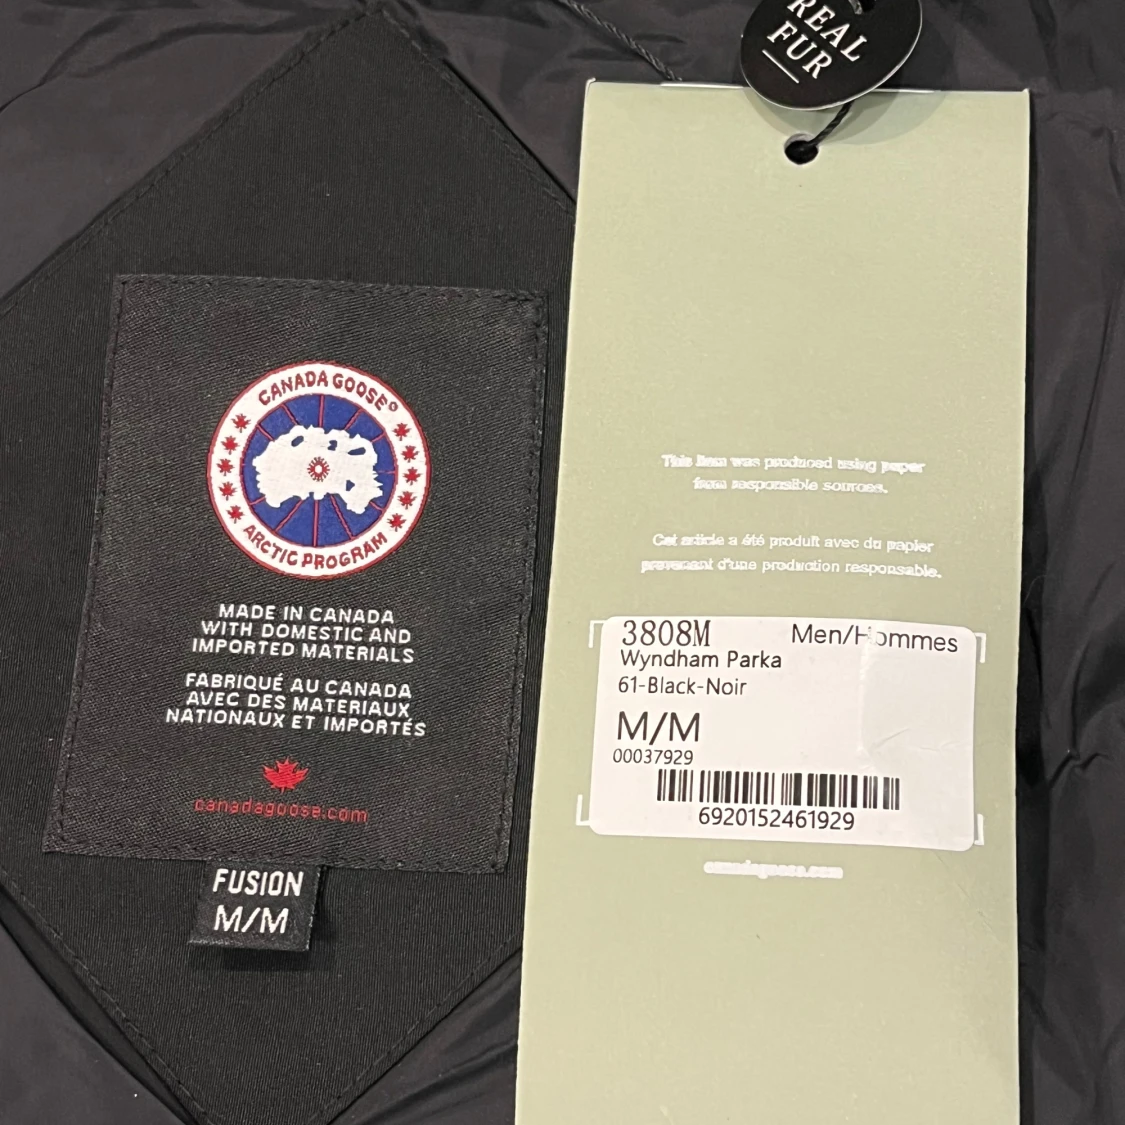 REAL
FUR
CANADA GOOSE®
ARCTIC PROGRAM
MADE IN CANADA
WITH DOMESTIC AND
IMPORTED MATERIALS
FABRIQUÉ AU CANADA
AVEC DES MATERIAUX
NATIONAUX ET IMPORTÉS
canadagoose.com
FUSION
M/M
This item was produced using paper
from responsible sources.
Cet article a été produit avec du papier
provenant d'une production responsable.
3808M Men/Hommes
Wyndham Parka
61-Black-Noir
M/M
00037929
6920152461929
canadagoose.com